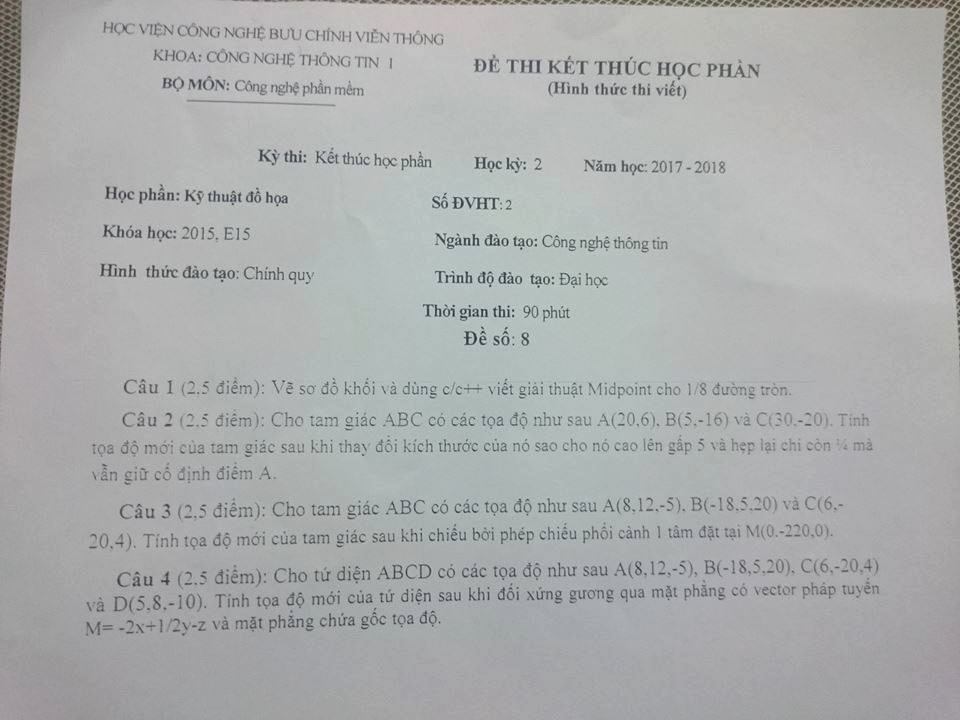 HỌC VIỆN CÔNG NGHỆ BƯU CHÍNH VIỄN THÔNG
KHOA: CÔNG NGHỆ THÔNG TIN 1
BỘ MÔN: Công nghệ phần mềm
ĐỀ THI KẾT THÚC HỌC PHẦN
(Hình thức thi viết)
Kỳ thi: Kết thúc học phần Học kỳ: 2 Năm học: 2017 - 2018
Học phần: Kỹ thuật đồ họa Số ĐVHT: 2
Khóa học: 2015, E15 Ngành đào tạo: Công nghệ thông tin
Hình thức đào tạo: Chính quy Trình độ đào tạo: Đại học
Thời gian thi: 90 phút
Đề số: 8
Câu 1 (2,5 điểm): Vẽ sơ đồ khối và dùng c/c++ viết giải thuật Midpoint cho 1/8 đường tròn.
Câu 2 (2,5 điểm): Cho tam giác ABC có các tọa độ như sau A(20,6), B(5,-16) và C(30,-20). Tính
tọa độ mới của tam giác sau khi thay đổi kích thước của nó sao cho nó cao lên gấp 5 và hẹp lại chỉ còn ¼ mà
vẫn giữ cố định điểm A.
Câu 3 (2,5 điểm): Cho tam giác ABC có các tọa độ như sau A(8,12,-5), B(-18,5,20) và C(6,-
20,4). Tính tọa độ mới của tam giác sau khi chiếu bởi phép chiếu phối cảnh 1 tâm đặt tại M(0.-220,0).
Câu 4 (2,5 điểm): Cho tứ diện ABCD có các tọa độ như sau A(8,12,-5), B(-18,5,20), C(6,-20,4)
và D(5,8,-10). Tính tọa độ mới của tứ diện sau khi đối xứng gương qua mặt phẳng có vector pháp tuyến
M= -2x+1/2y-z và mặt phẳng chứa gốc tọa độ.